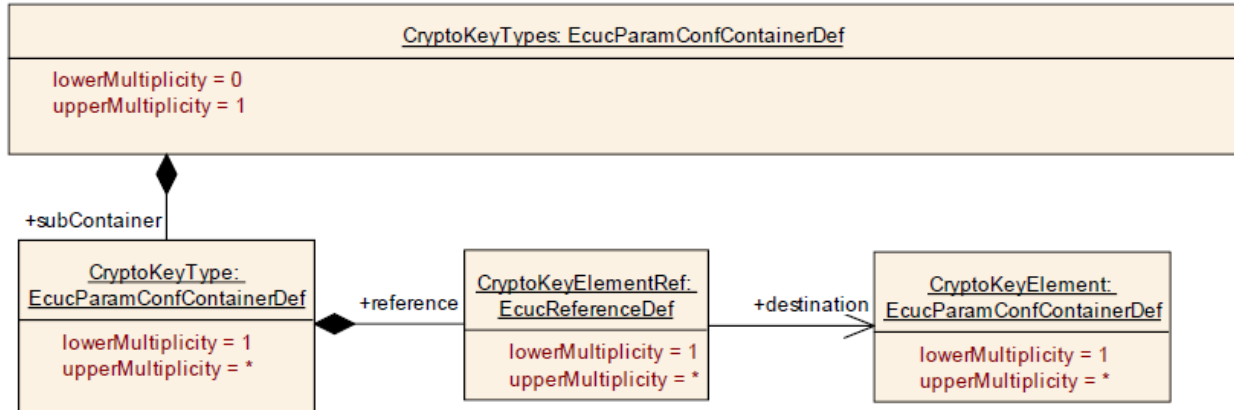 CryptoKeyTypes: EcucParamConfContainerDef
lowerMultiplicity = 0
upperMultiplicity = 1
+subContainer
CryptoKeyType:
EcucParamConfContainerDef
lowerMultiplicity = 1
upperMultiplicity = *
+reference
CryptoKeyElementRef:
EcucReferenceDef
lowerMultiplicity = 1
upperMultiplicity = *
+destination
CryptoKeyElement:
EcucParamConfContainerDef
lowerMultiplicity = 1
upperMultiplicity = *